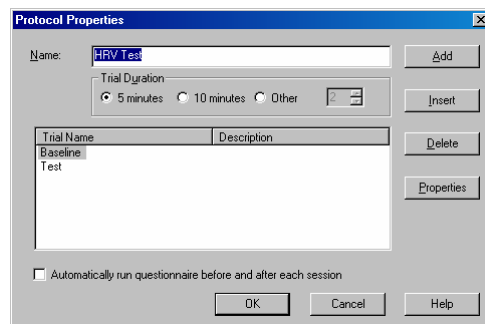 Protocol Properties
Name: HRV Test Add
Trial Duration
5 minutes 10 minutes Other 2
Insert
Trial Name Description
Baseline
Test
Delete
Properties
Automatically run questionnaire before and after each session
OK Cancel Help